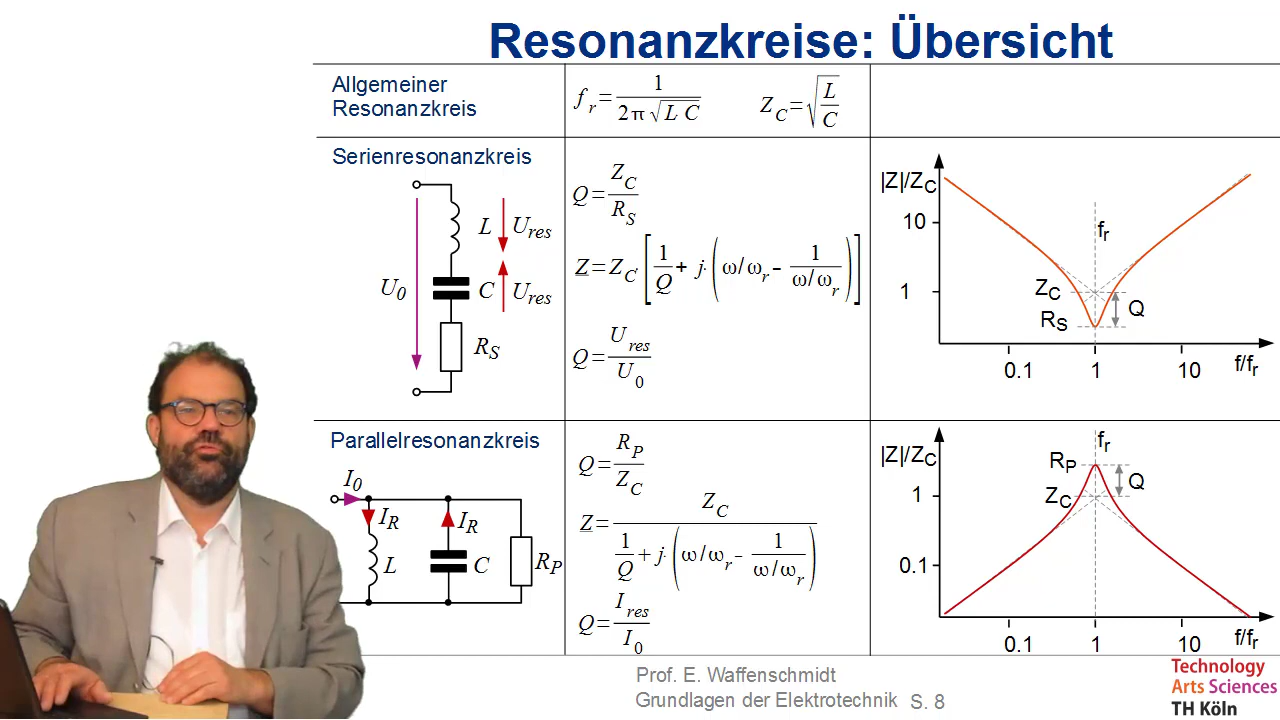 Resonanzkreise: Übersicht
Allgemeiner
Resonanzkreis
f_r = 1 / (2π√(L C))
Z_C = √(L/C)
Serienresonanzkreis
L U_res
U_0 C U_res
R_S
Q = Z_C / R_S
Z = Z_C · [1/Q + j·(ω/ω_r − 1/(ω/ω_r))]
Q = U_res / U_0
|Z|/Z_C
10
f_r
1
Z_C
R_S
Q
0.1 1 10 f/f_r
Parallelresonanzkreis
I_0
I_R I_R
L C R_P
Q = R_P / Z_C
Z = Z_C / (1/Q + j·(ω/ω_r − 1/(ω/ω_r)))
Q = I_res / I_0
|Z|/Z_C
f_r
R_P
Q
1
Z_C
0.1
0.1 1 10 f/f_r
Prof. E. Waffenschmidt
Grundlagen der Elektrotechnik S. 8
Technology
Arts Sciences
TH Köln